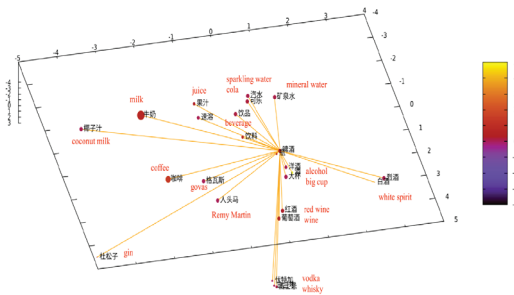 -5
-4
-3
-2
-1
0
1
2
3
4
-4
-3
-2
-1
0
1
2
3
4
5
sparkling water
汽水
cola
可乐
mineral water
矿泉水
juice
果汁
milk
牛奶
速溶
饮品
beverage
饮料
椰子汁
coconut milk
啤酒
洋酒
alcohol
大杯
big cup
coffee
咖啡
格瓦斯
govas
烈酒
白酒
white spirit
人头马
Remy Martin
红酒
red wine
葡萄酒
wine
杜松子
gin
伏特加
vodka
whisky